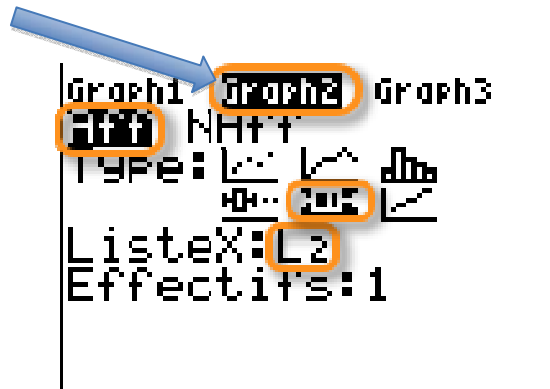 Graph1 Graph2 Graph3
Aff NAff
Type:
ListeX:L2
Effectifs:1